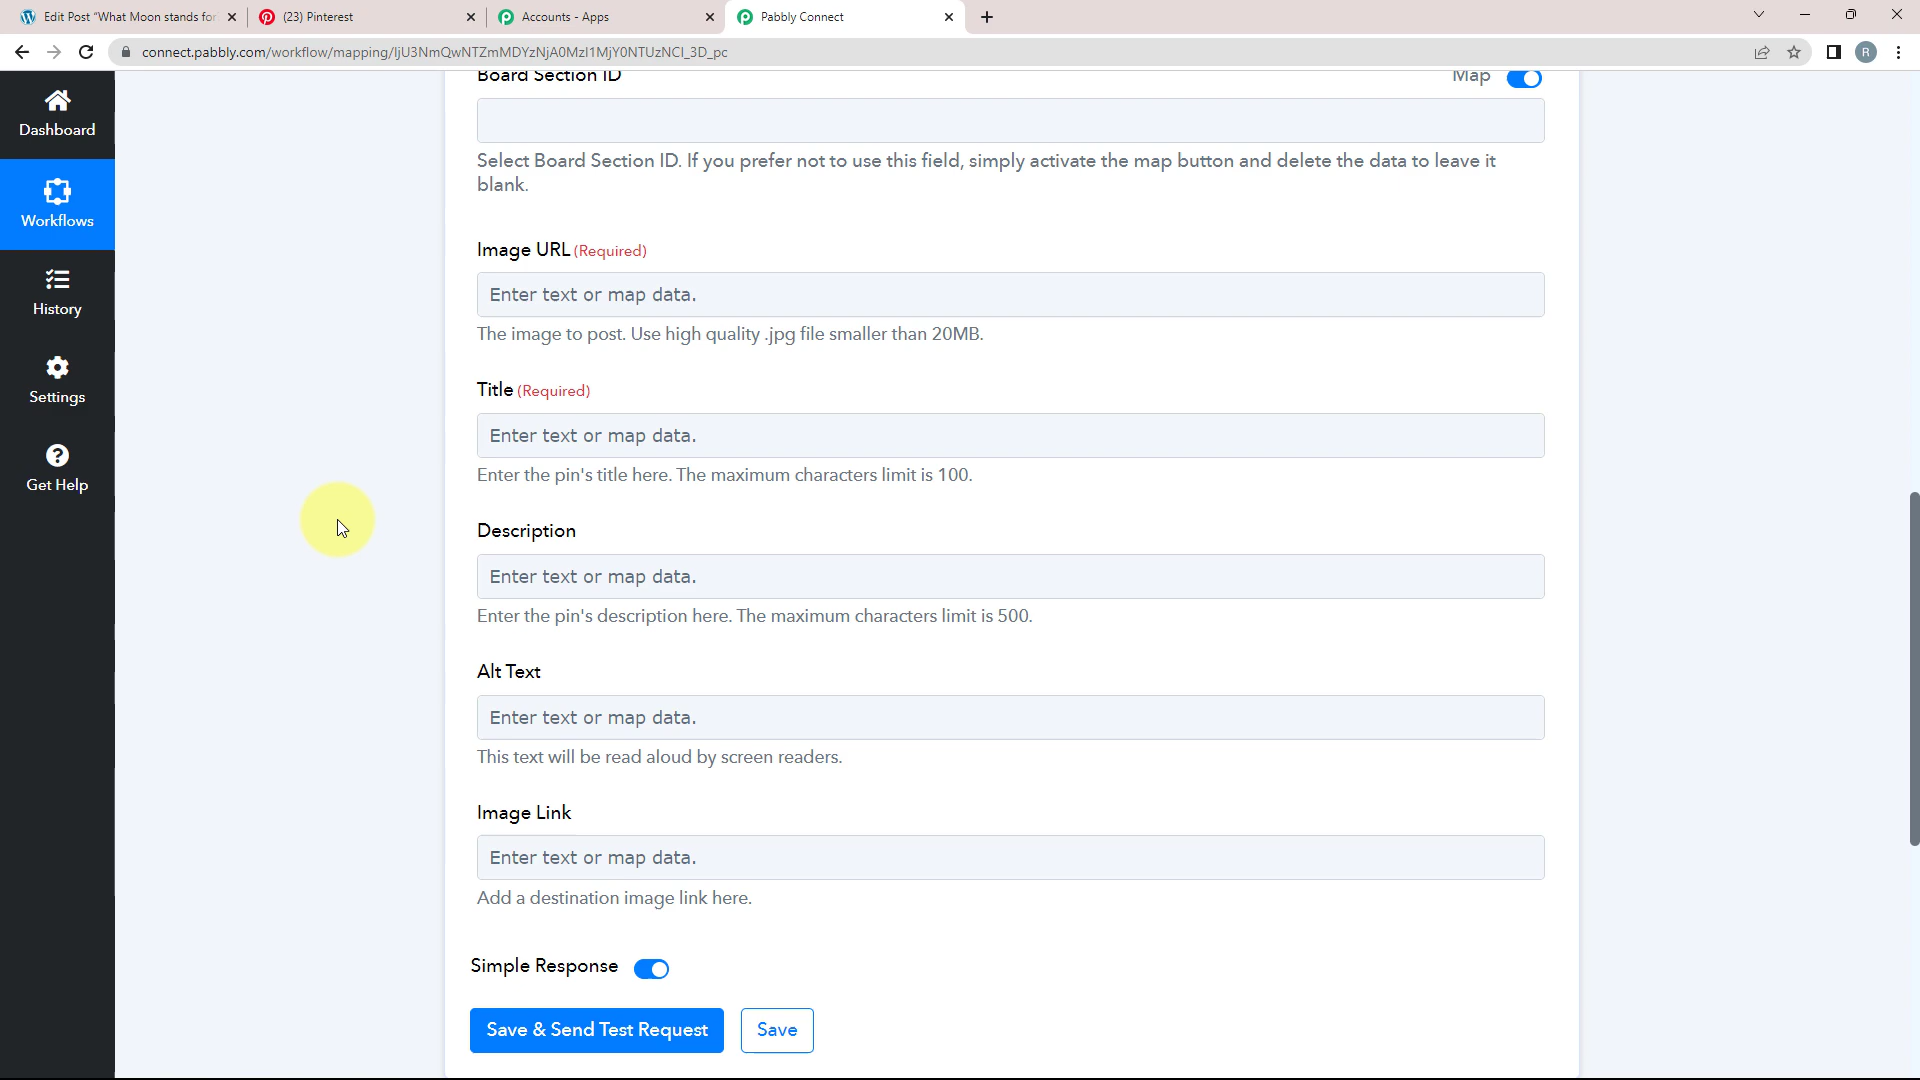 Edit Post "What Moon stands for
(23) Pinterest
Accounts - Apps
Pabbly Connect
connect.pabbly.com/workflow/mapping/IjU3NmQwNTZmMDYzNjA0MzI1MjY0NTUzNCI_3D_pc
R
Dashboard
Workflows
History
Settings
Get Help
Board Section ID
Map
Select Board Section ID. If you prefer not to use this field, simply activate the map button and delete the data to leave it
blank.
Image URL (Required)
Enter text or map data.
The image to post. Use high quality .jpg file smaller than 20MB.
Title (Required)
Enter text or map data.
Enter the pin's title here. The maximum characters limit is 100.
Description
Enter text or map data.
Enter the pin's description here. The maximum characters limit is 500.
Alt Text
Enter text or map data.
This text will be read aloud by screen readers.
Image Link
Enter text or map data.
Add a destination image link here.
Simple Response
Save & Send Test Request
Save